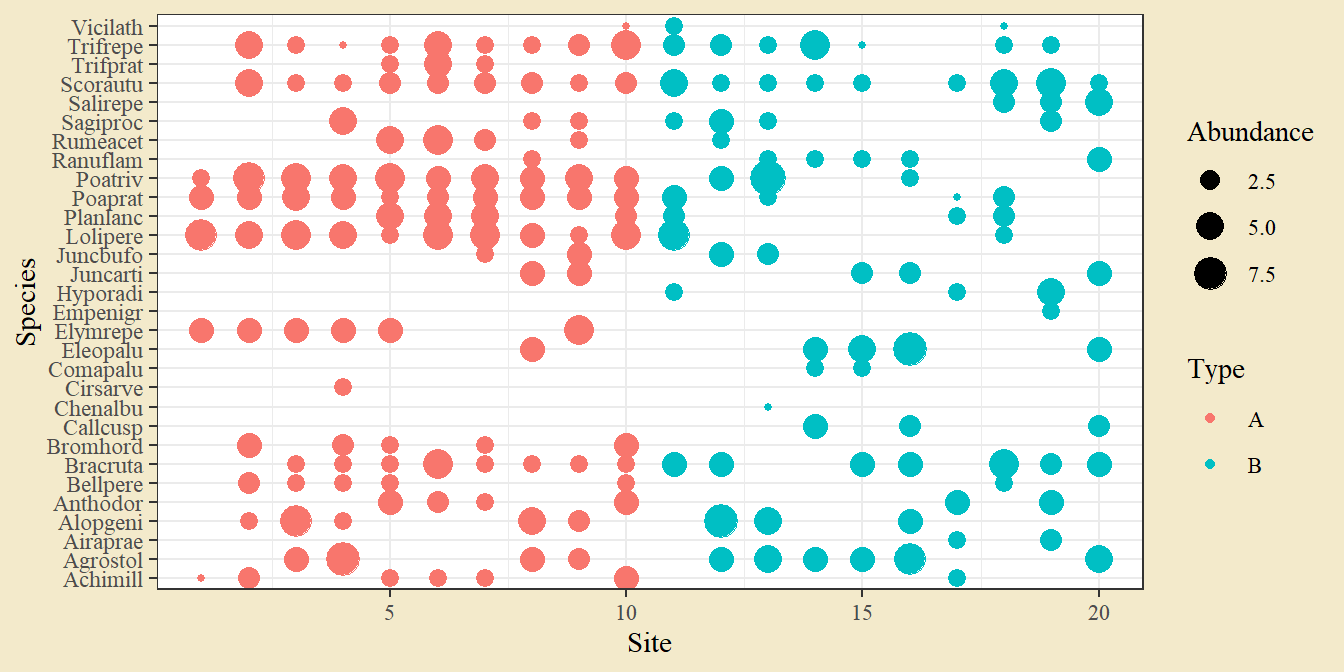 Vicilath
Trifrepe
Trifprat
Scorautu
Salirepe
Sagiproc
Rumeacet
Ranuflam
Poatriv
Poaprat
Planlanc
Lolipere
Juncbufo
Juncarti
Hyporadi
Empenigr
Elymrepe
Eleopalu
Comapalu
Cirsarve
Chenalbu
Callcusp
Bromhord
Bracruta
Bellpere
Anthodor
Alopgeni
Airaprae
Agrostol
Achimill
Species
5 10 15 20
Site
Abundance
2.5
5.0
7.5
Type
A
B